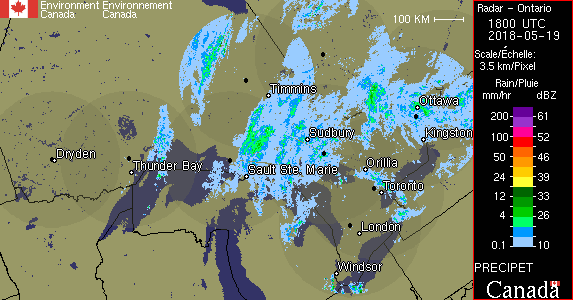 Environment Environnement
Canada Canada
100 KM
Timmins
Ottawa
Sudbury
Kingston
Dryden
Thunder Bay
Sault Ste. Marie
Orillia
Toronto
London
Windsor
Radar - Ontario
1800 UTC
2018-05-19
Scale/Échelle:
3.5 km/Pixel
Rain/Pluie
mm/hr dBZ
200 61
100 52
50 46
24 39
12 33
4 26
0.1 10
PRECIPET
Canada